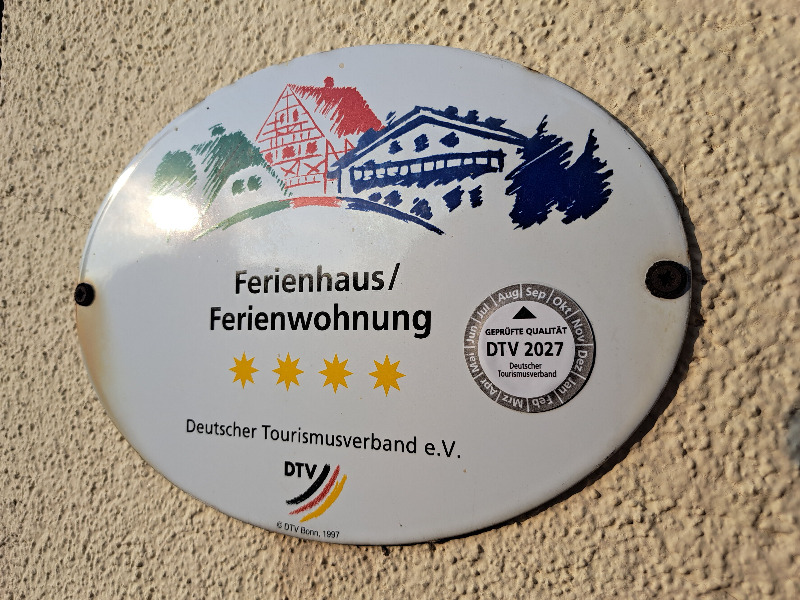 Ferienhaus/
Ferienwohnung
Jan Feb Mrz Apr Mai Jun Jul Aug Sep Okt Nov Dez
GEPRÜFTE QUALITÄT
DTV 2027
Deutscher
Tourismusverband
Deutscher Tourismusverband e.V.
DTV
© DTV Bonn, 1997